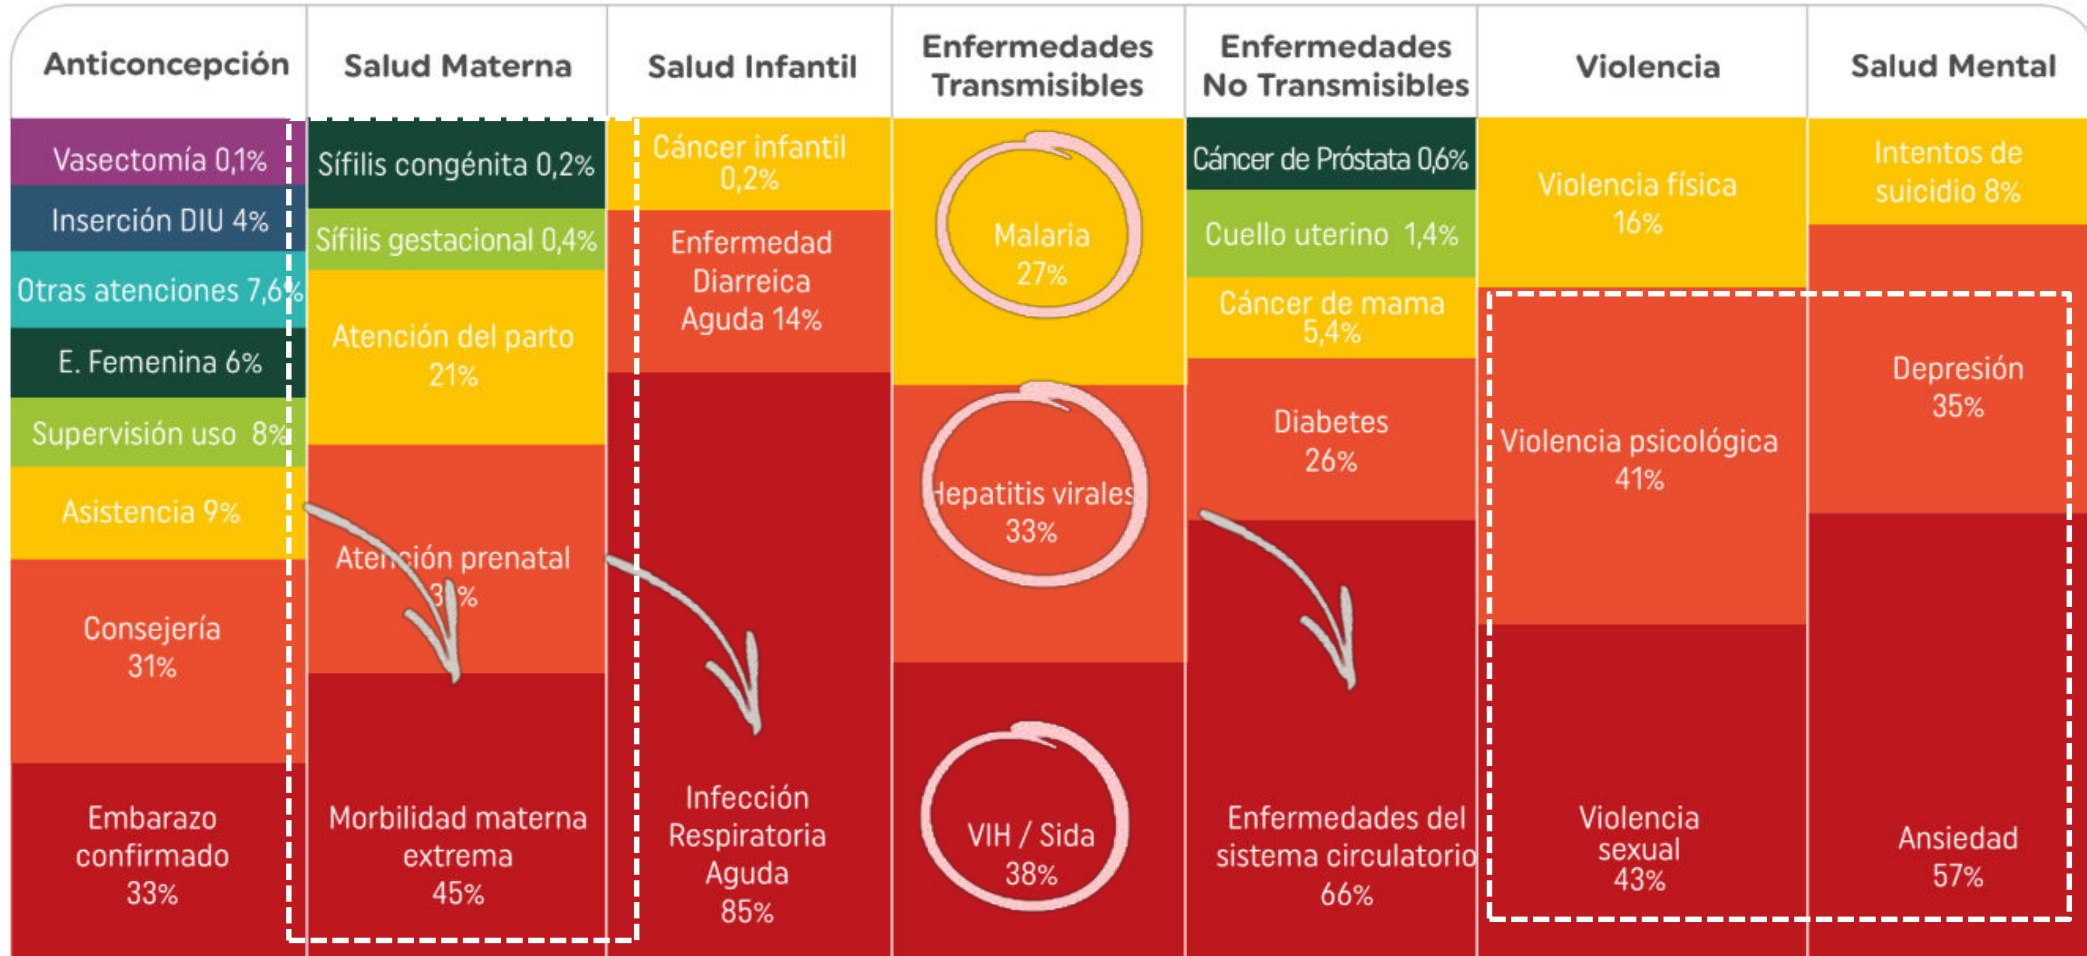 Anticoncepción
Salud Materna
Salud Infantil
Enfermedades
Transmisibles
Enfermedades
No Transmisibles
Violencia
Salud Mental
Vasectomía 0,1%
Inserción DIU 4%
Otras atenciones 7,6%
E. Femenina 6%
Supervisión uso 8%
Asistencia 9%
Consejería
31%
Embarazo
confirmado
33%
Sífilis congénita 0,2%
Sífilis gestacional 0,4%
Atención del parto
21%
Atención prenatal
Morbilidad materna
extrema
45%
Cáncer infantil
0,2%
Enfermedad
Diarreica
Aguda 14%
Infección
Respiratoria
Aguda
85%
Malaria
27%
Hepatitis virales
33%
VIH / Sida
38%
Cáncer de Próstata 0,6%
Cuello uterino 1,4%
Cáncer de mama
5,4%
Diabetes
26%
Enfermedades del
sistema circulatorio
66%
Violencia física
16%
Violencia psicológica
41%
Violencia
sexual
43%
Intentos de
suicidio 8%
Depresión
35%
Ansiedad
57%